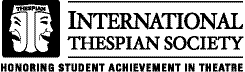 THESPIAN
INTERNATIONAL
THESPIAN SOCIETY
HONORING STUDENT ACHIEVEMENT IN THEATRE